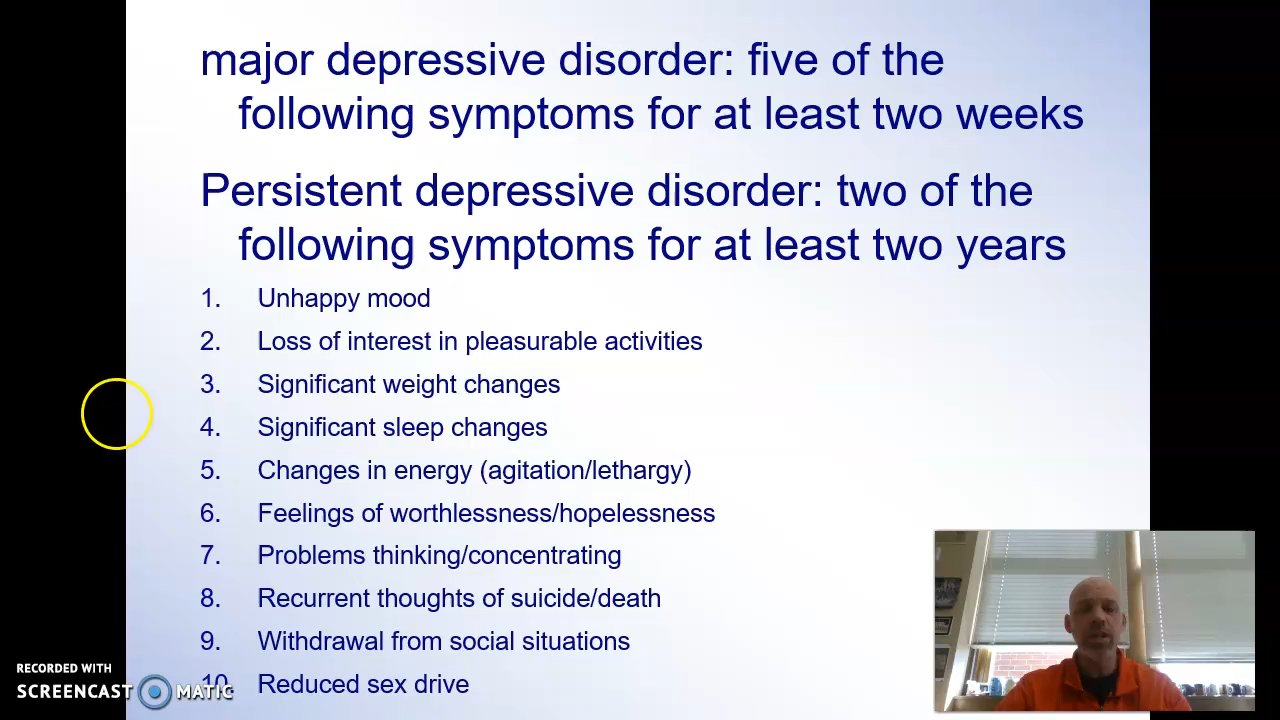 major depressive disorder: five of the
following symptoms for at least two weeks
Persistent depressive disorder: two of the
following symptoms for at least two years
1. Unhappy mood
2. Loss of interest in pleasurable activities
3. Significant weight changes
4. Significant sleep changes
5. Changes in energy (agitation/lethargy)
6. Feelings of worthlessness/hopelessness
7. Problems thinking/concentrating
8. Recurrent thoughts of suicide/death
9. Withdrawal from social situations
10. Reduced sex drive
RECORDED WITH
SCREENCAST MATIC